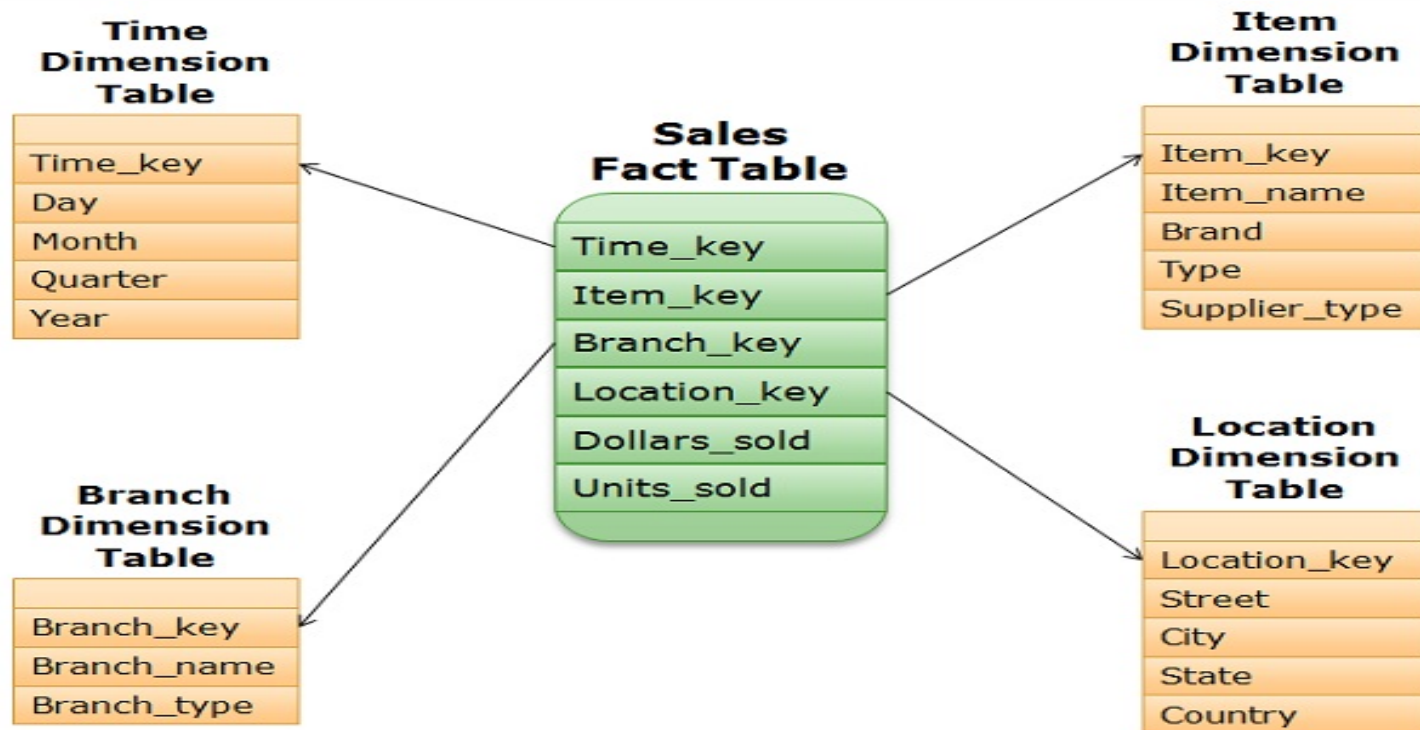 Time
Dimension
Table
Time_key
Day
Month
Quarter
Year
Sales
Fact Table
Time_key
Item_key
Branch_key
Location_key
Dollars_sold
Units_sold
Item
Dimension
Table
Item_key
Item_name
Brand
Type
Supplier_type
Branch
Dimension
Table
Branch_key
Branch_name
Branch_type
Location
Dimension
Table
Location_key
Street
City
State
Country